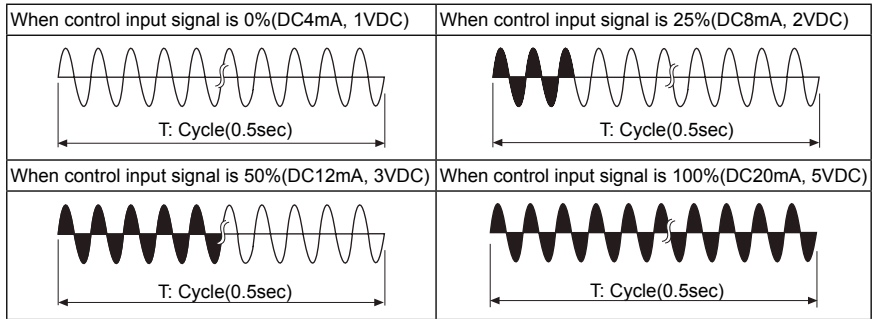 When control input signal is 0%(DC4mA, 1VDC)
When control input signal is 25%(DC8mA, 2VDC)
T: Cycle(0.5sec)
T: Cycle(0.5sec)
When control input signal is 50%(DC12mA, 3VDC)
When control input signal is 100%(DC20mA, 5VDC)
T: Cycle(0.5sec)
T: Cycle(0.5sec)